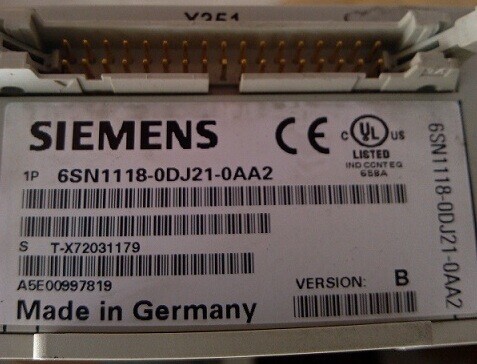 X351
SIEMENS
CE
C UL US
LISTED
IND CONT EQ
658A
1P 6SN1118-0DJ21-0AA2
S T-X72031179
A5E00997819
VERSION: B
Made in Germany
6SN1118-0DJ21-0AA2